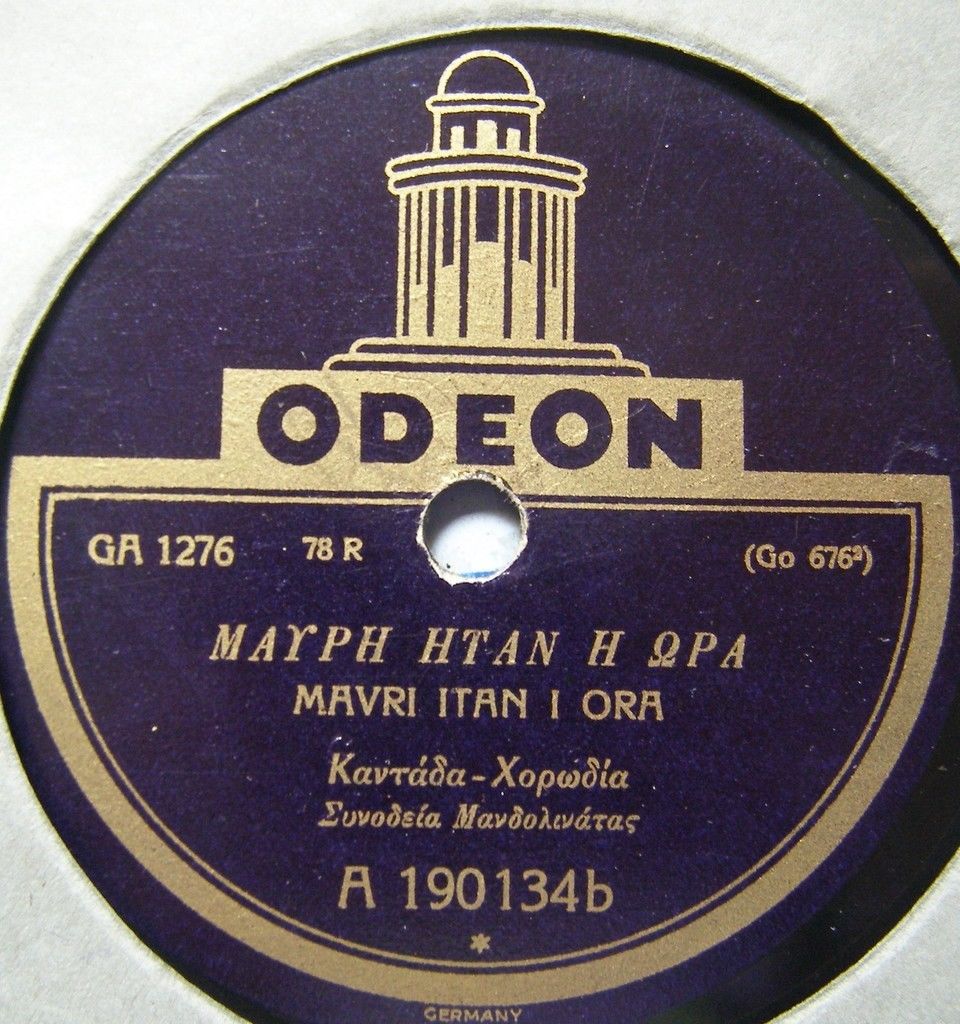 ODEON
GA 1276 78 R (Go 676²)
ΜΑΥΡΗ ΗΤΑΝ Η ΩΡΑ
MAVRI ITAN I ORA
Καντάδα - Χορωδία
Συνοδεία Μανδολινάτας
A 190134b
*
GERMANY